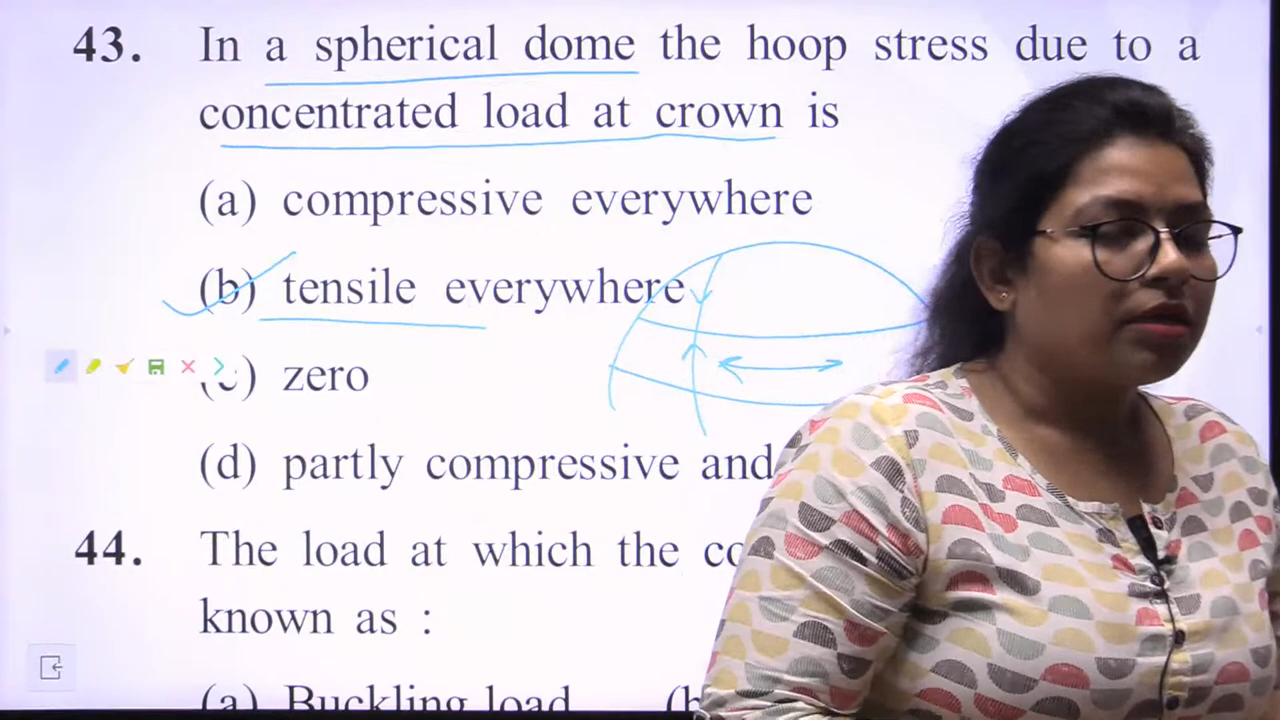 43. In a spherical dome the hoop stress due to a
concentrated load at crown is
(a) compressive everywhere
(b) tensile everywhere
(c) zero
(d) partly compressive and
44. The load at which the
known as :
(a) Buckling load